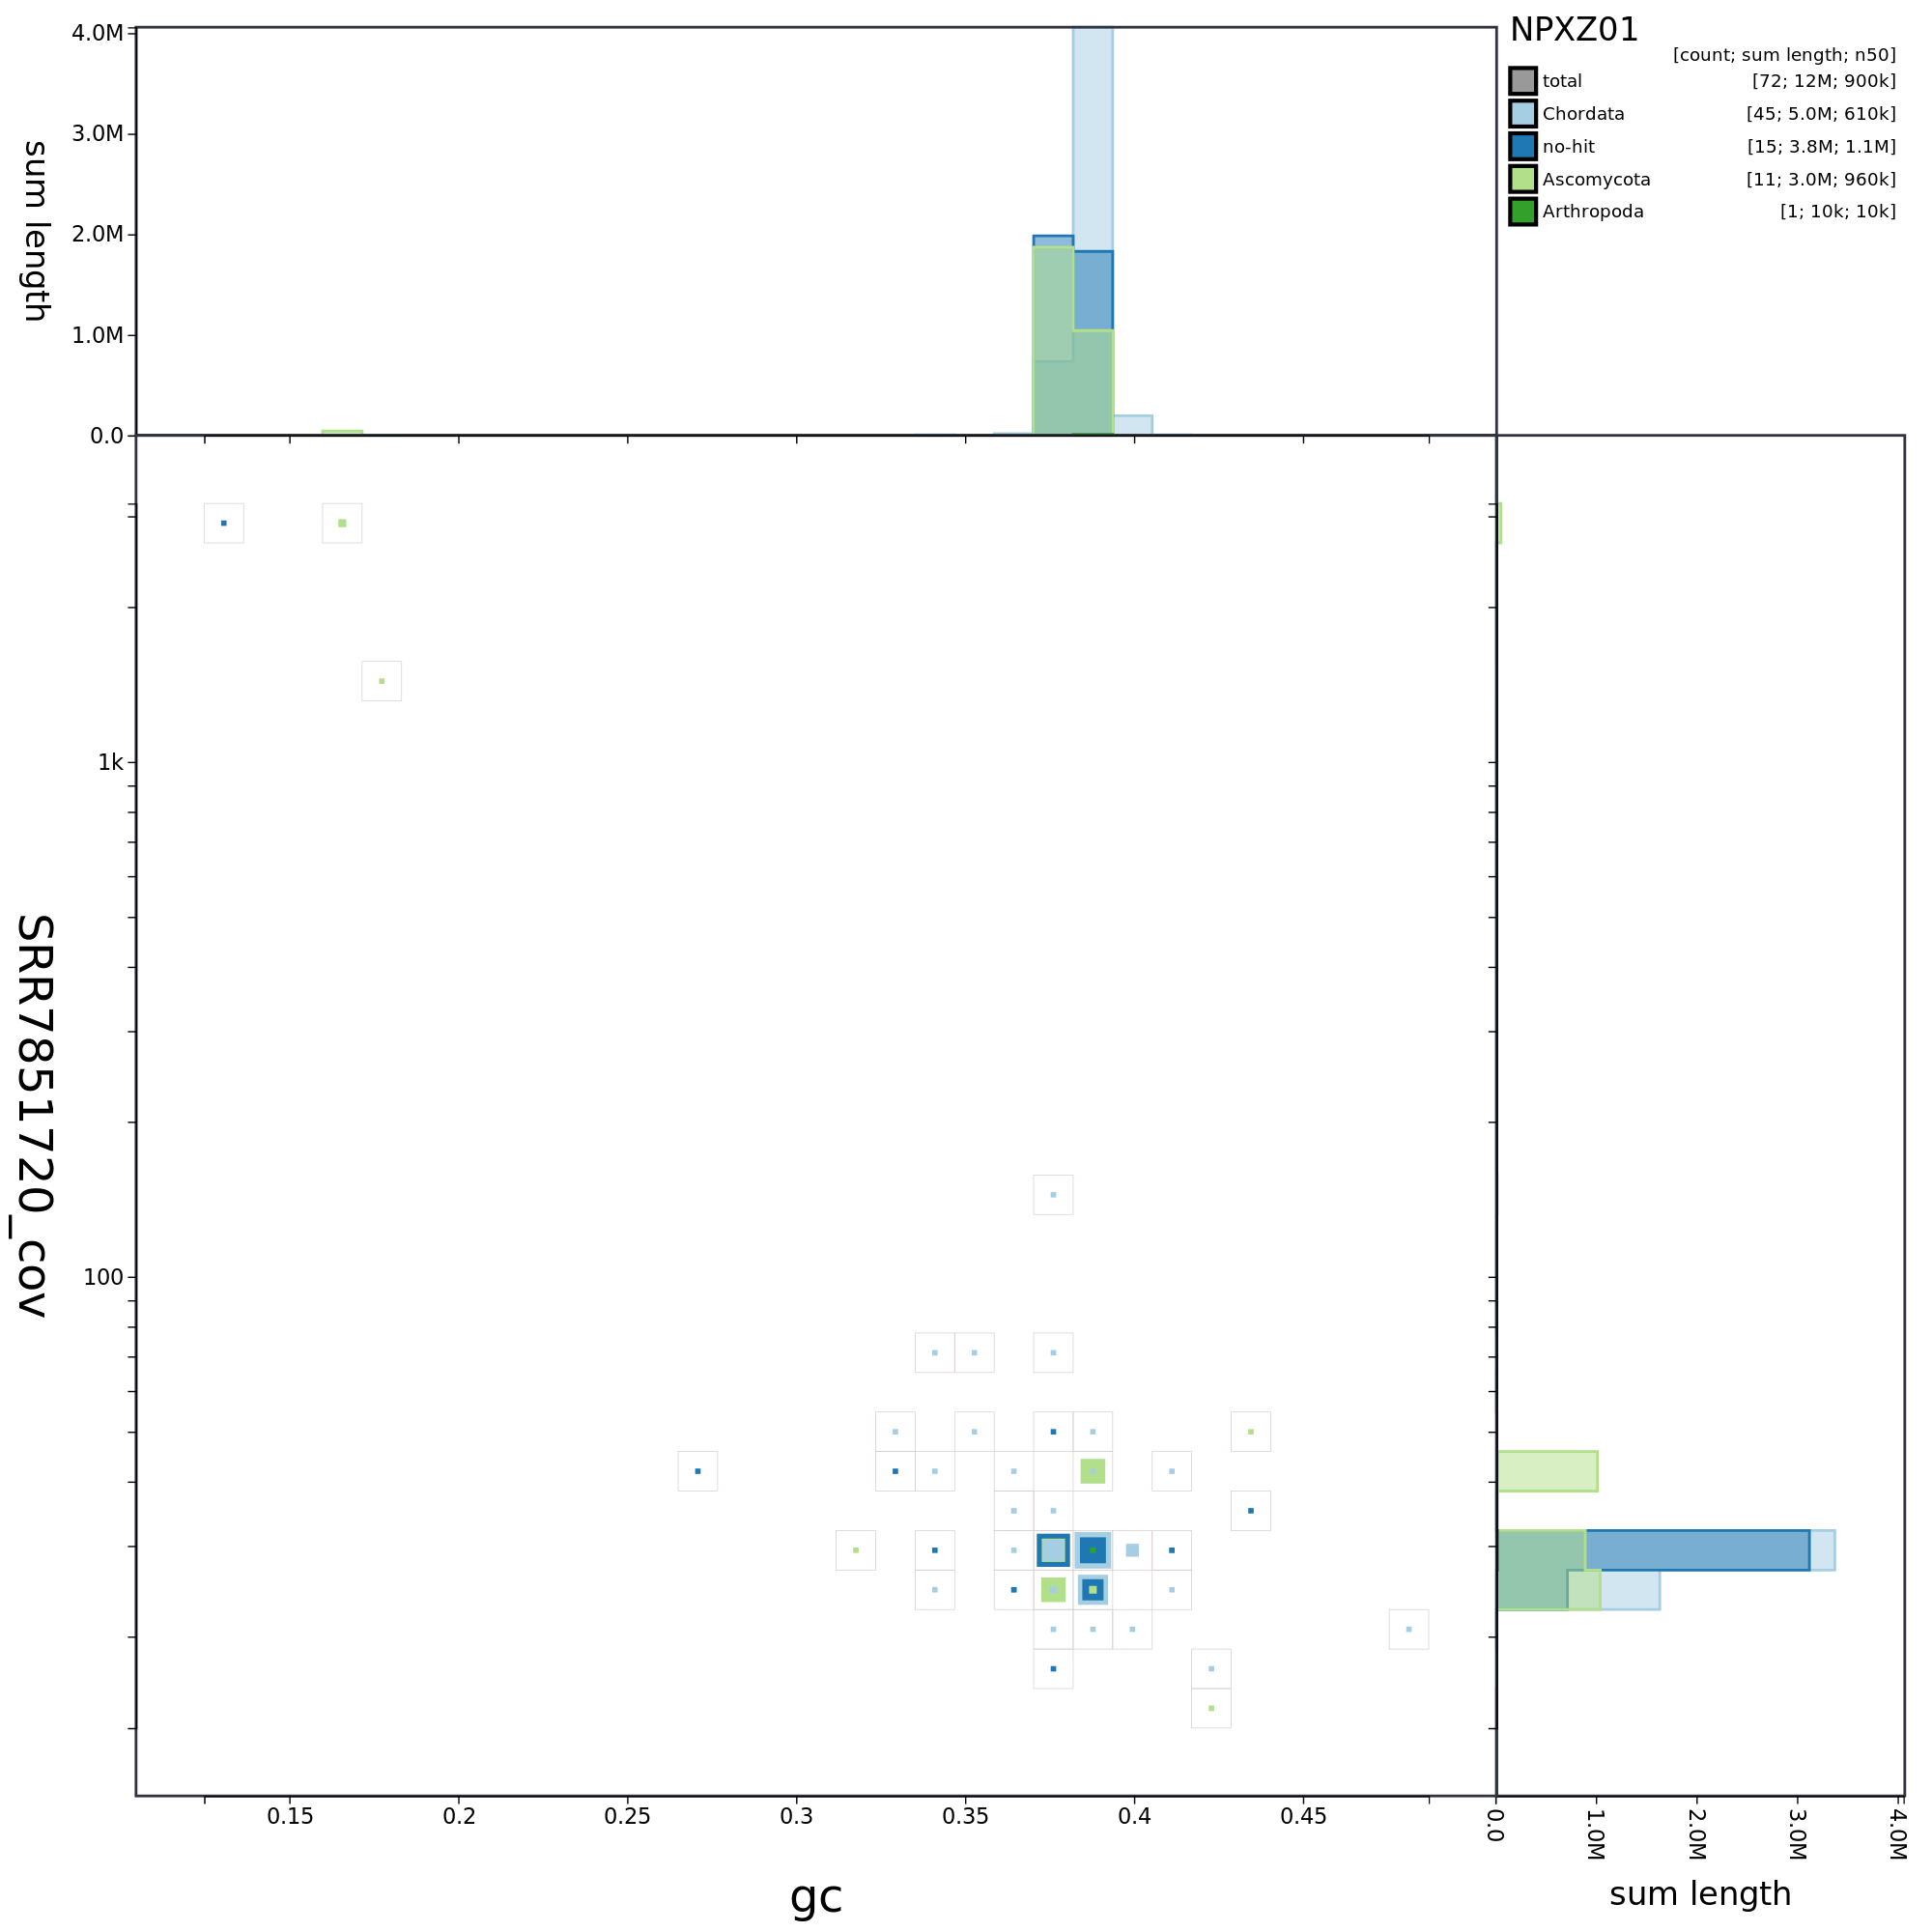 NPXZ01
[count; sum length; n50]
total [72; 12M; 900k]
Chordata [45; 5.0M; 610k]
no-hit [15; 3.8M; 1.1M]
Ascomycota [11; 3.0M; 960k]
Arthropoda [1; 10k; 10k]
sum length
4.0M
3.0M
2.0M
1.0M
0.0
SRR7851720_cov
1k
100
0.15 0.2 0.25 0.3 0.35 0.4 0.45
gc
0.0 1.0M 2.0M 3.0M 4.0M
sum length